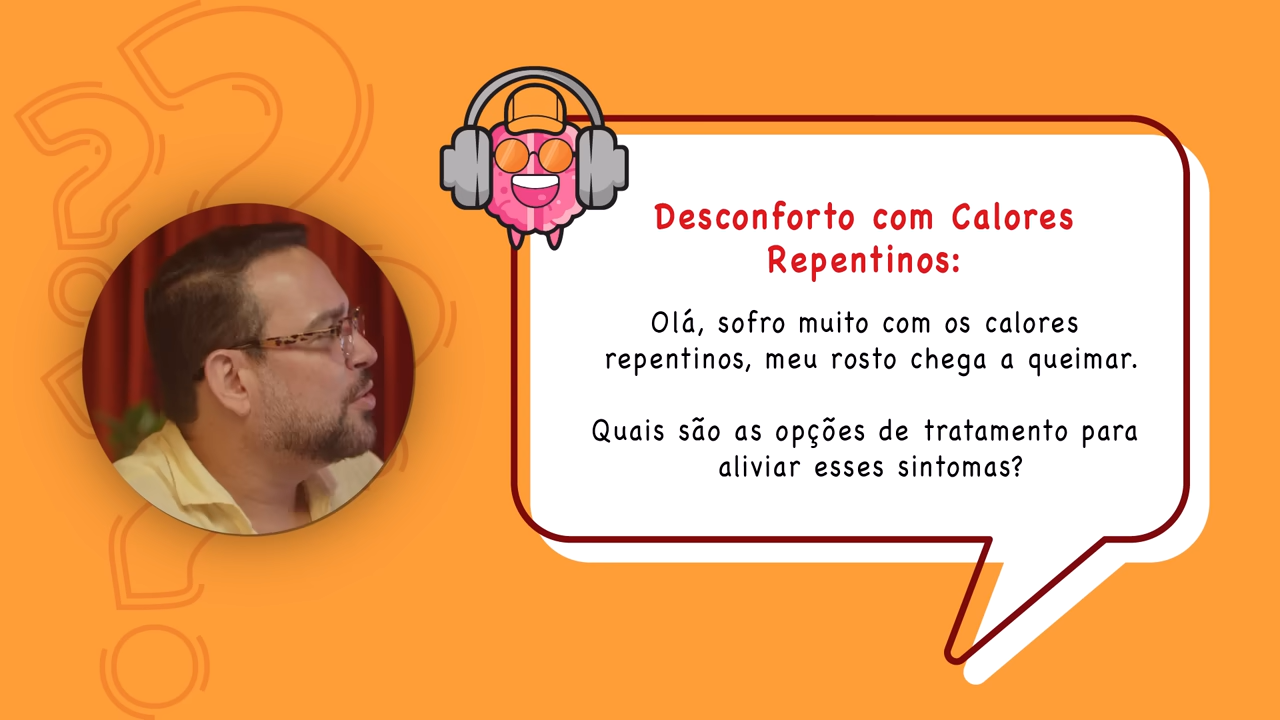 Desconforto com Calores
Repentinos:
Olá, sofro muito com os calores
repentinos, meu rosto chega a queimar.
Quais são as opções de tratamento para
aliviar esses sintomas?